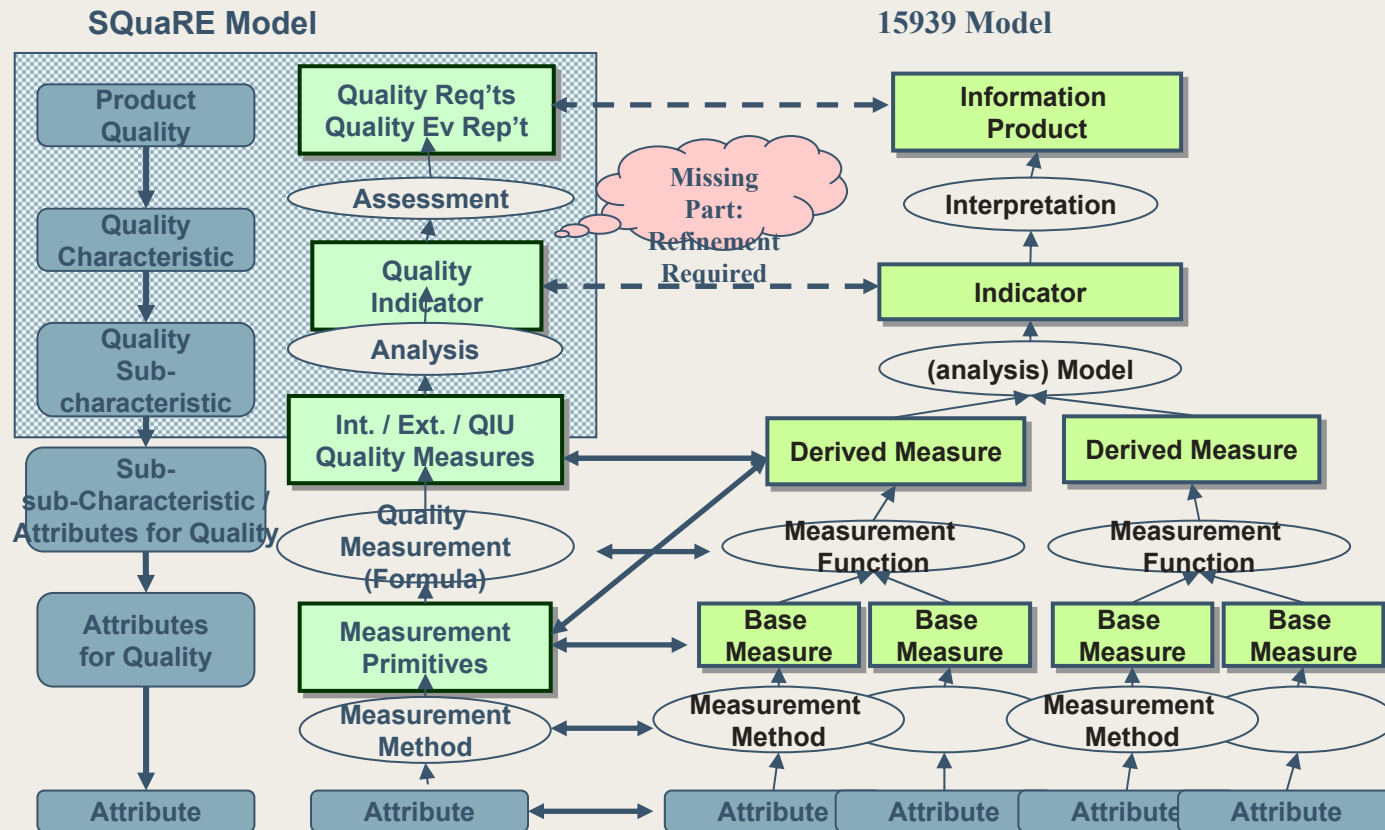 SQuaRE Model
15939 Model
Product
Quality
Quality
Characteristic
Quality
Sub-
characteristic
Sub-
sub-Characteristic /
Attributes for Quality
Attributes
for Quality
Attribute
Quality Req'ts
Quality Ev Rep't
Assessment
Quality
Indicator
Analysis
Int. / Ext. / QIU
Quality Measures
Quality
Measurement
(Formula)
Measurement
Primitives
Measurement
Method
Attribute
Missing
Part:
Refinement
Required
Information
Product
Interpretation
Indicator
(analysis) Model
Derived Measure
Derived Measure
Measurement
Function
Measurement
Function
Base
Measure
Base
Measure
Base
Measure
Base
Measure
Measurement
Method
Measurement
Method
Attribute
Attribute
Attribute
Attribute